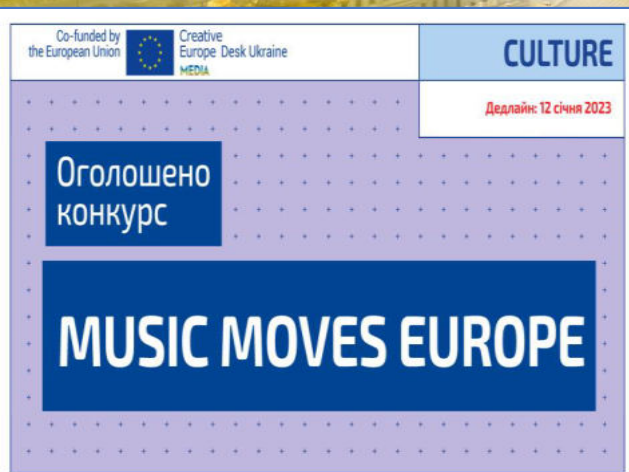 Co-funded by
the European Union
Creative
Europe Desk Ukraine
MEDIA
CULTURE
Дедлайн: 12 січня 2023
Оголошено
конкурс
MUSIC MOVES EUROPE